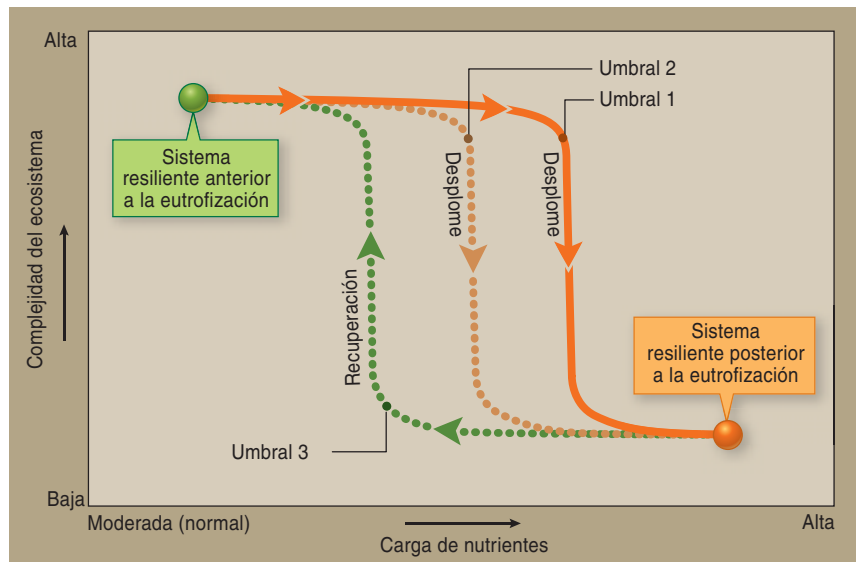 Alta
Umbral 2
Umbral 1
Sistema
resiliente anterior
a la eutrofización
Desplome
Desplome
Complejidad del ecosistema
Recuperación
Sistema
resiliente posterior
a la eutrofización
Umbral 3
Baja
Moderada (normal)
Alta
Carga de nutrientes